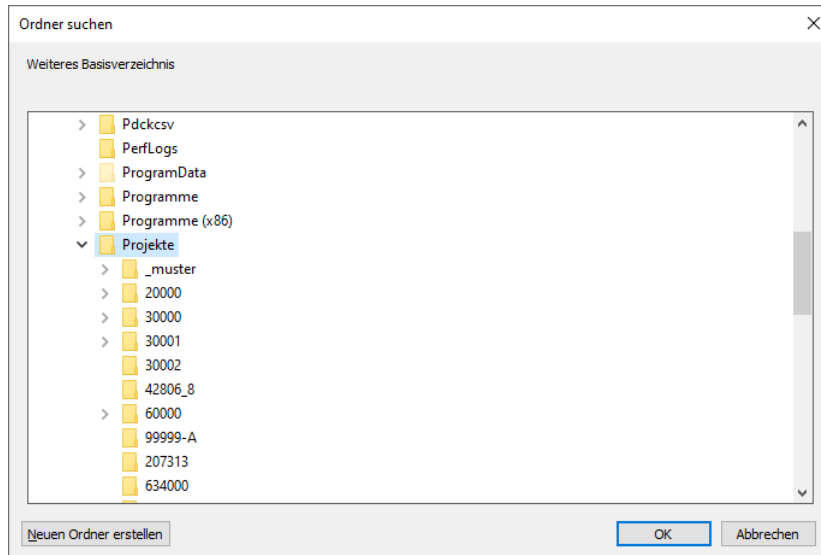 Ordner suchen
Weiteres Basisverzeichnis
Pdckcsv
PerfLogs
ProgramData
Programme
Programme (x86)
Projekte
_muster
20000
30000
30001
30002
42806_8
60000
99999-A
207313
634000
Neuen Ordner erstellen OK Abbrechen